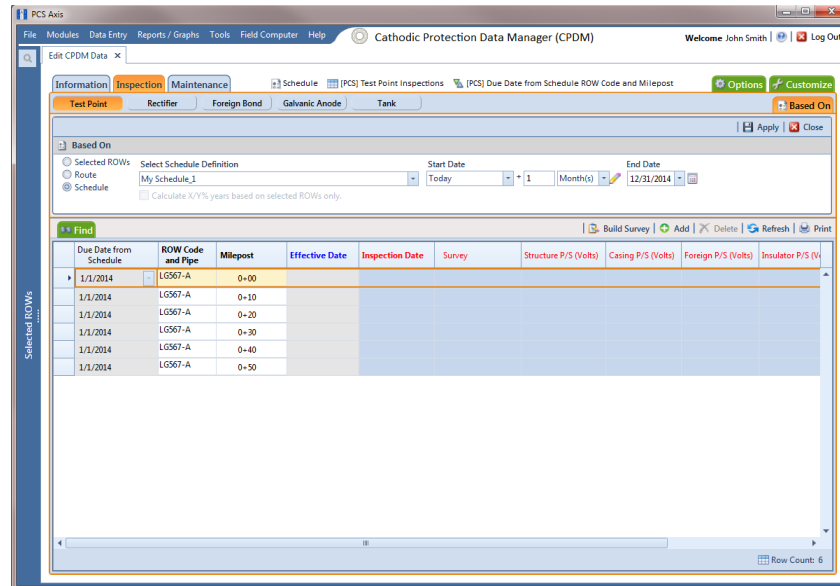 PCS Axis
File Modules Data Entry Reports / Graphs Tools Field Computer Help Cathodic Protection Data Manager (CPDM) Welcome John Smith Log Out
Edit CPDM Data
Information Inspection Maintenance Schedule [PCS] Test Point Inspections [PCS] Due Date from Schedule ROW Code and Milepost Options Customize
Test Point Rectifier Foreign Bond Galvanic Anode Tank Based On
Apply Close
Based On
Selected ROWs Select Schedule Definition Start Date End Date
Route My Schedule_1 Today + 1 Month(s) 12/31/2014
Schedule Calculate X/Y% years based on selected ROWs only.
Find Build Survey Add Delete Refresh Print
Due Date from Schedule ROW Code and Pipe Milepost Effective Date Inspection Date Survey Structure P/S (Volts) Casing P/S (Volts) Foreign P/S (Volts) Insulator P/S (V
1/1/2014 LG567-A 0+00
1/1/2014 LG567-A 0+10
1/1/2014 LG567-A 0+20
1/1/2014 LG567-A 0+30
1/1/2014 LG567-A 0+40
1/1/2014 LG567-A 0+50
Selected ROWs
Row Count: 6